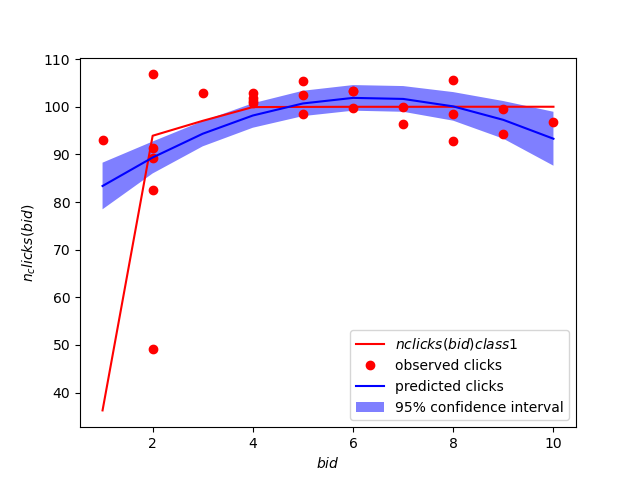 110
100
90
80
70
60
50
40
n_clicks(bid)
nclicks(bid)class1
observed clicks
predicted clicks
95% confidence interval
2
4
6
8
10
bid